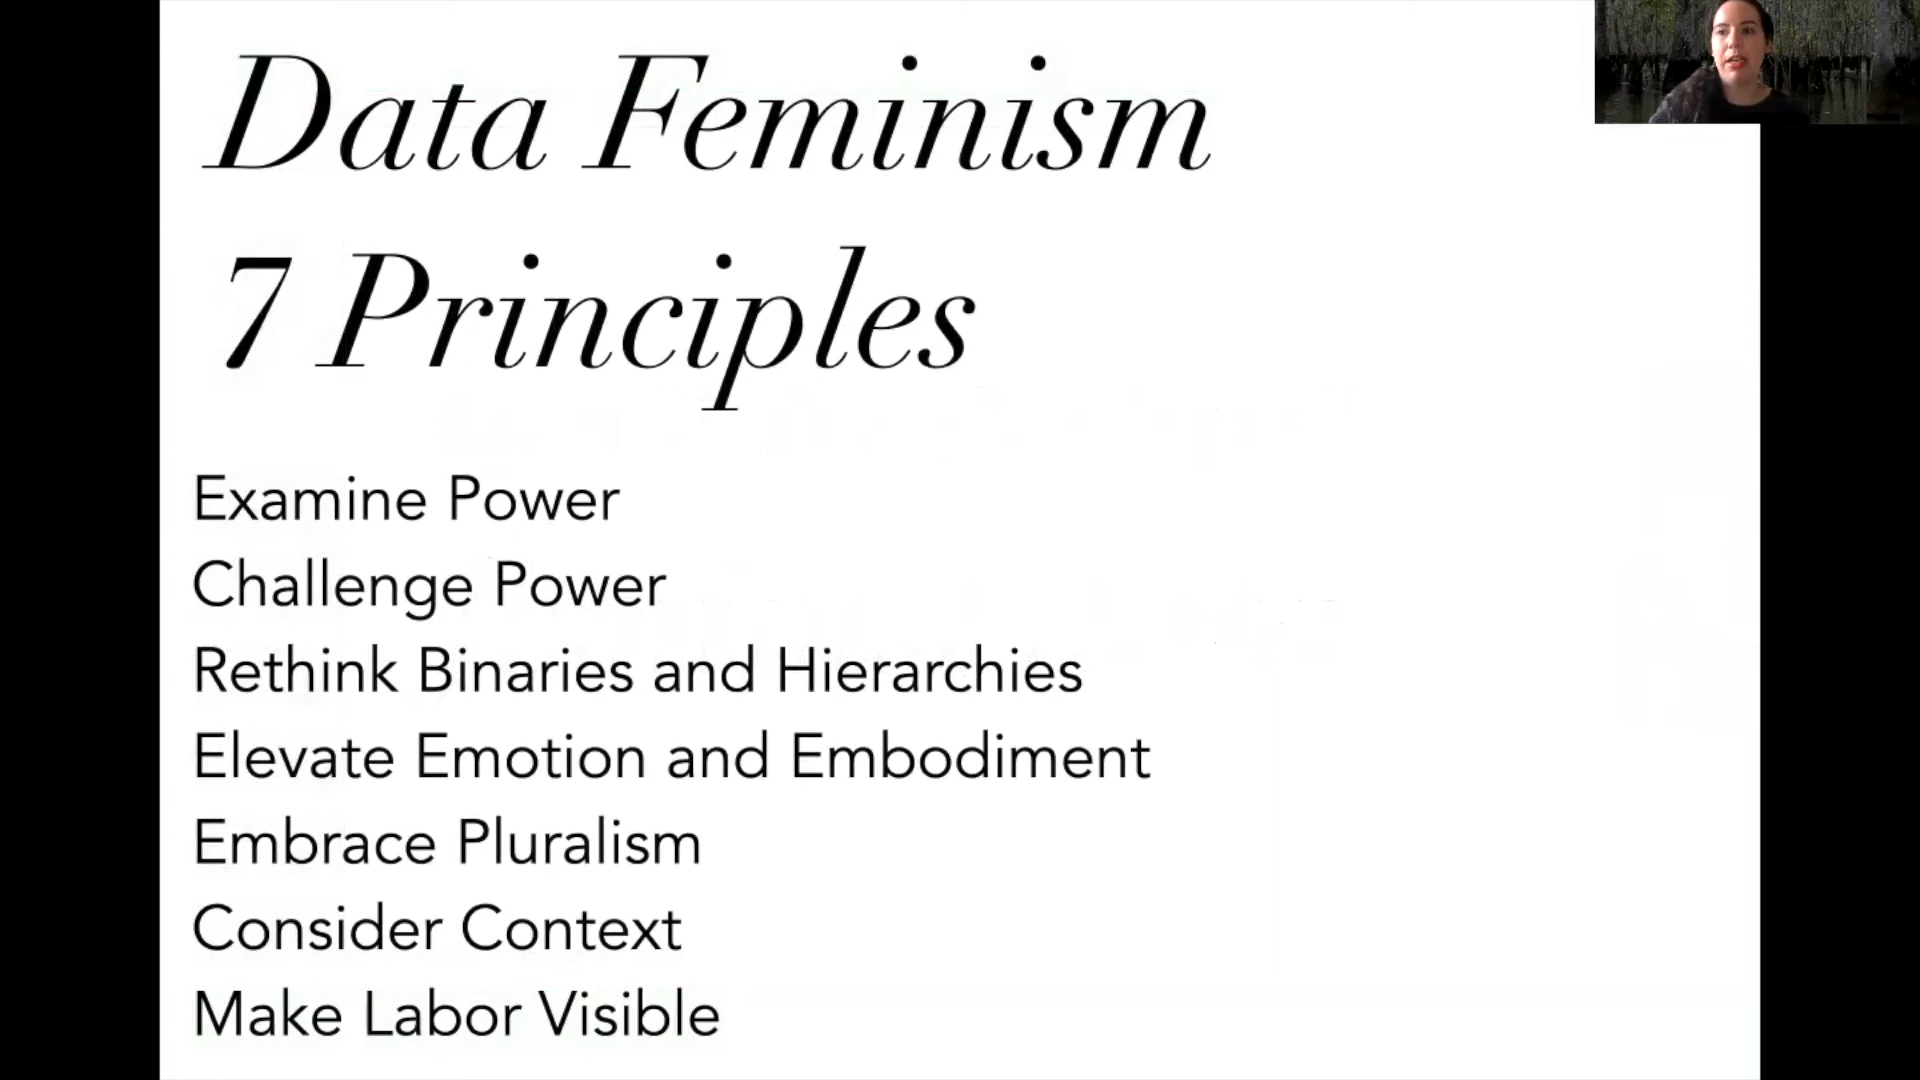 Data Feminism
7 Principles
Examine Power
Challenge Power
Rethink Binaries and Hierarchies
Elevate Emotion and Embodiment
Embrace Pluralism
Consider Context
Make Labor Visible